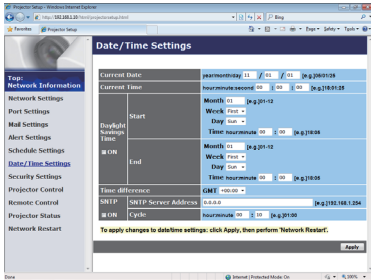 Projector Setup - Windows Internet Explorer
http://192.168.1.10/html/projectorsetup.html
Bing
Favorites
Projector Setup
Page
Safety
Tools
Date/Time Settings
Top:
Network Information
Network Settings
Port Settings
Mail Settings
Alert Settings
Schedule Settings
Date/Time Settings
Security Settings
Projector Control
Remote Control
Projector Status
Network Restart
Current Date year/month/day 11 / 01 / 01 [e.g.]05/01/25
Current Time hour:minute:second 00 : 00 : 00 [e.g.]18:01:25
Daylight Savings Time
ON
Start
Month 01 [e.g.]01-12
Week First
Day Sun
Time hour:minute 00 : 00 [e.g.]18:05
End
Month 01 [e.g.]01-12
Week First
Day Sun
Time hour:minute 00 : 00 [e.g.]18:05
Time difference GMT +00:00
SNTP
ON
SNTP Server Address 0.0.0.0 [e.g.]192.168.1.254
Cycle hour:minute 00 : 10 [e.g.]01:00
To apply changes to date/time settings: click Apply, then perform 'Network Restart'.
Apply
Done
Internet | Protected Mode: On
100%